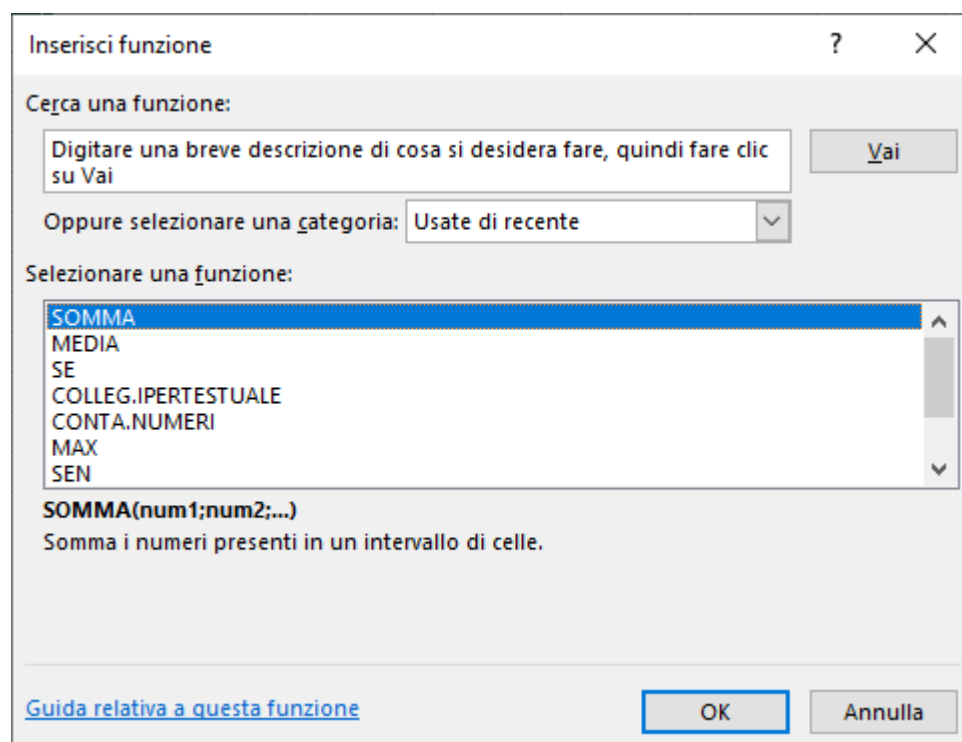 Inserisci funzione ? ×
Cerca una funzione:
Digitare una breve descrizione di cosa si desidera fare, quindi fare clic
su Vai
Vai
Oppure selezionare una categoria: Usate di recente
Selezionare una funzione:
SOMMA
MEDIA
SE
COLLEG.IPERTESTUALE
CONTA.NUMERI
MAX
SEN
SOMMA(num1;num2;...)
Somma i numeri presenti in un intervallo di celle.
Guida relativa a questa funzione
OK
Annulla